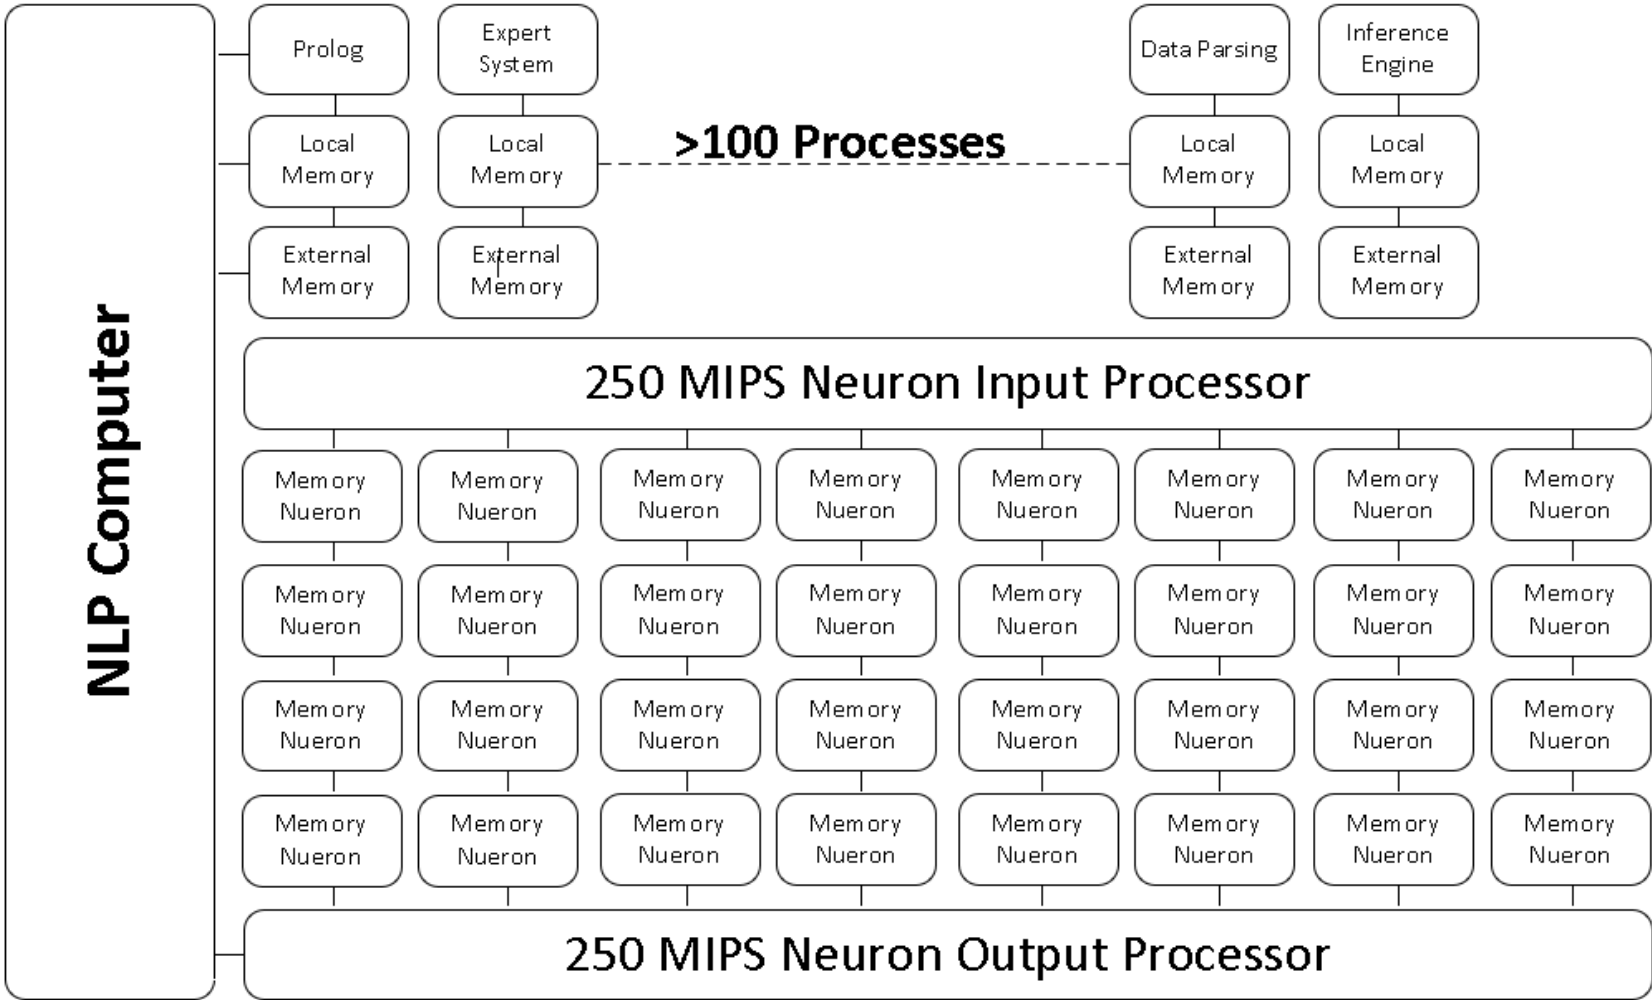 NLP Computer
Prolog
Expert
System
Data Parsing
Inference
Engine
Local
Memory
Local
Memory
>100 Processes
Local
Memory
Local
Memory
External
Memory
External
Memory
External
Memory
External
Memory
250 MIPS Neuron Input Processor
Memory
Nueron
Memory
Nueron
Memory
Nueron
Memory
Nueron
Memory
Nueron
Memory
Nueron
Memory
Nueron
Memory
Nueron
Memory
Nueron
Memory
Nueron
Memory
Nueron
Memory
Nueron
Memory
Nueron
Memory
Nueron
Memory
Nueron
Memory
Nueron
Memory
Nueron
Memory
Nueron
Memory
Nueron
Memory
Nueron
Memory
Nueron
Memory
Nueron
Memory
Nueron
Memory
Nueron
Memory
Nueron
Memory
Nueron
Memory
Nueron
Memory
Nueron
Memory
Nueron
Memory
Nueron
Memory
Nueron
Memory
Nueron
250 MIPS Neuron Output Processor